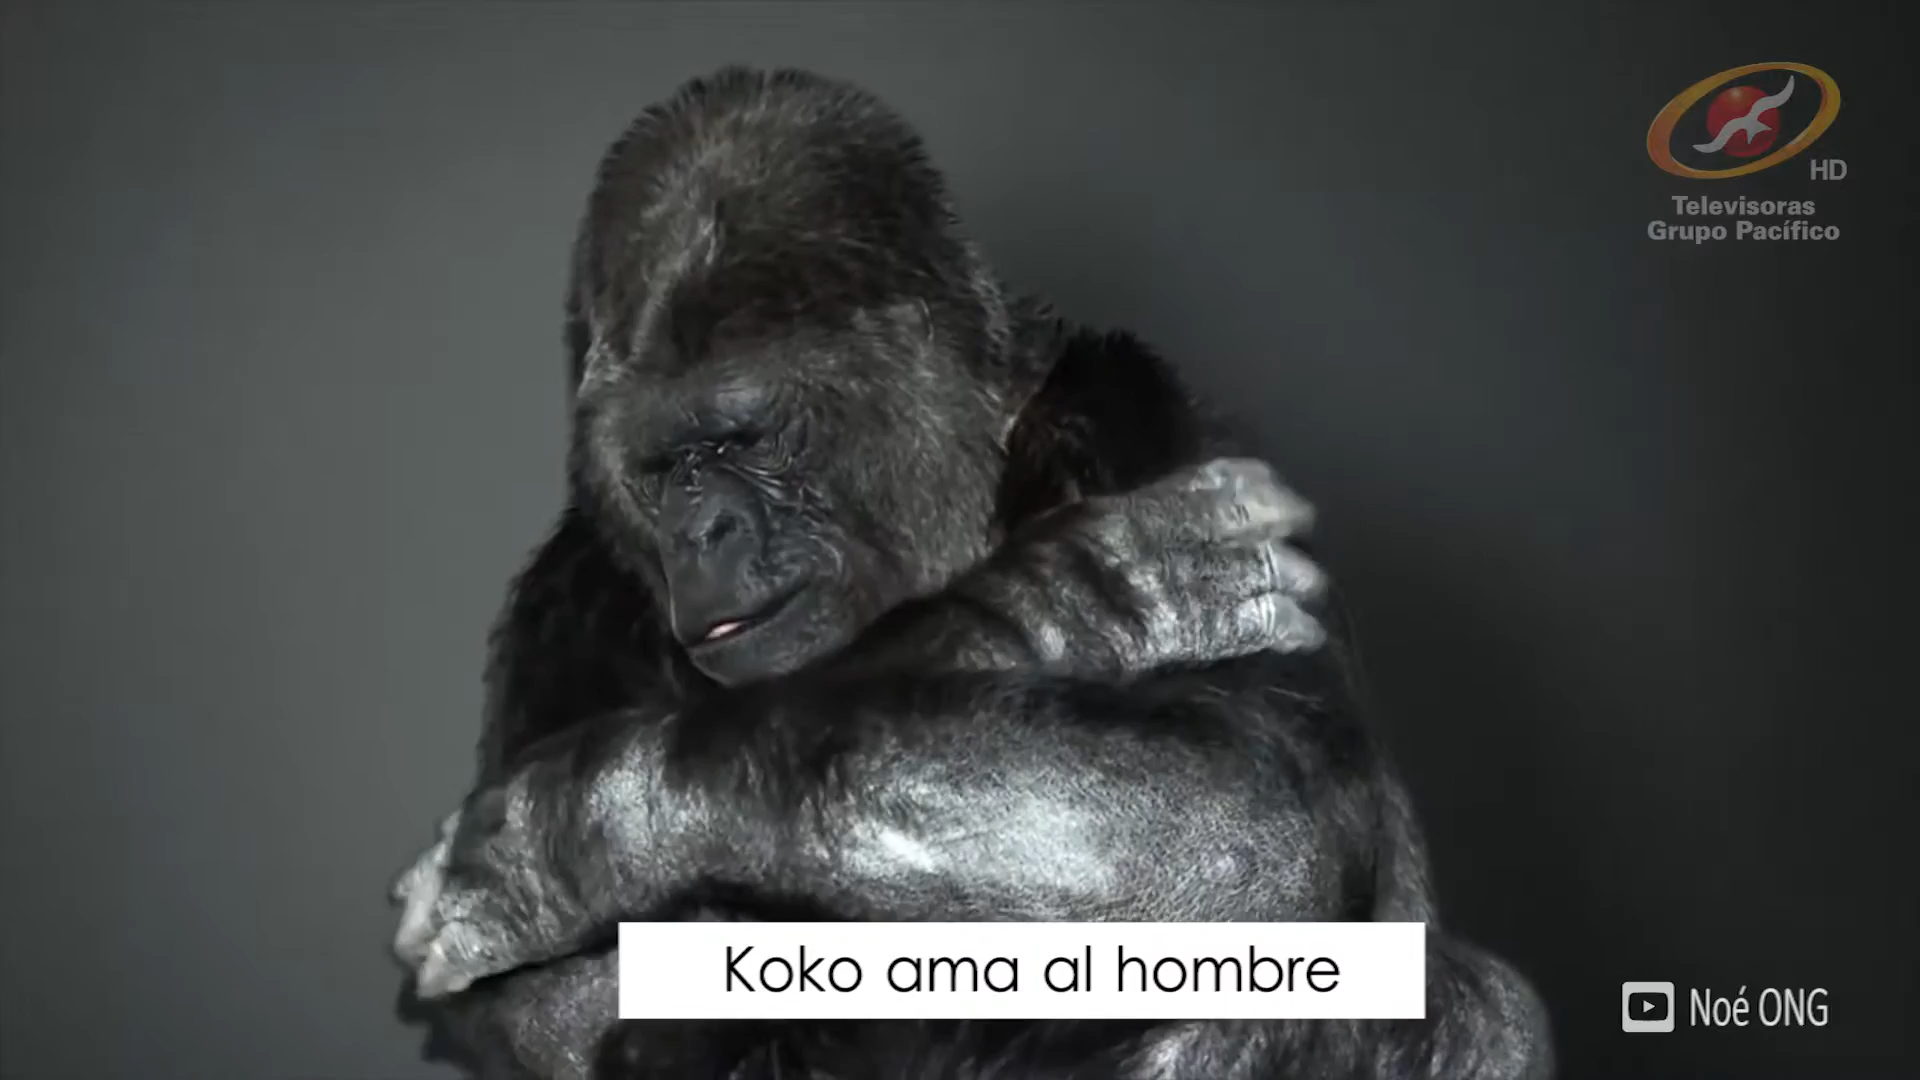 HD
Televisoras
Grupo Pacífico
Koko ama al hombre
Noé ONG